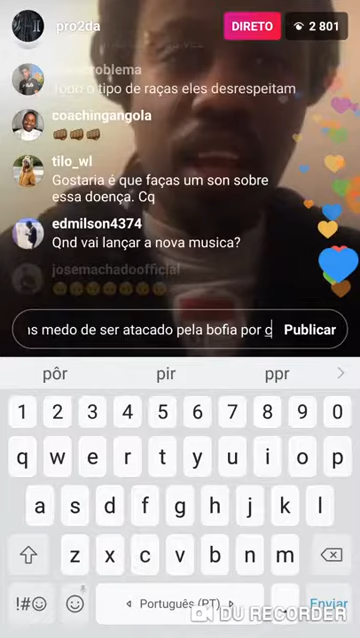 pro2da
DIRETO
2 801
roblema
Todo o tipo de raças eles desrespeitam
coachingangola
tilo_wl
Gostaria é que faças um son sobre
essa doença. Cq
edmilson4374
Qnd vai lançar a nova musica?
josemachadoofficial
as medo de ser atacado pela bofia por c
Publicar
pôr
pir
ppr
1 2 3 4 5 6 7 8 9 0
q w e r t y u i o p
a s d f g h j k l
z x c v b n m
!#
Português (PT)
Enviar
DU RECORDER